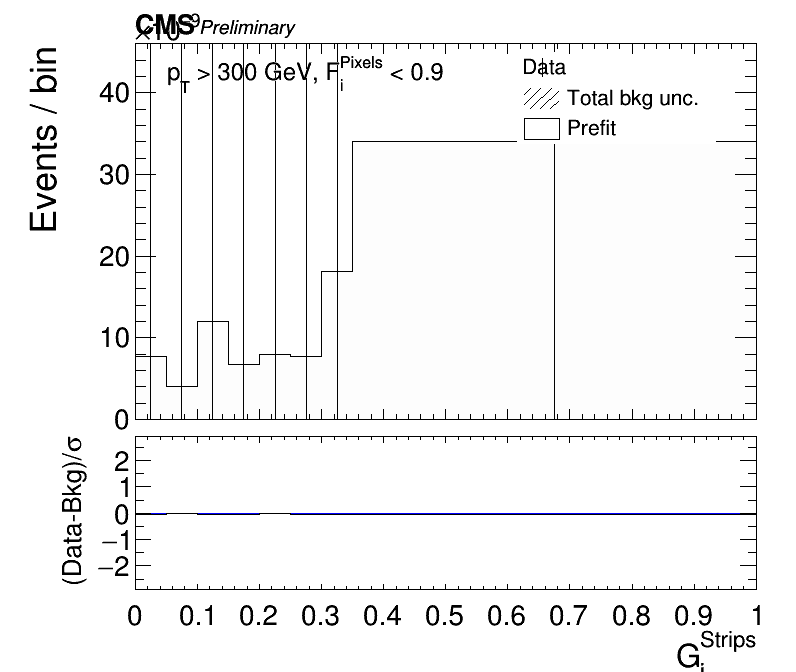 CMS Preliminary
×10⁻⁹
p_T > 300 GeV, F_i^Pixels < 0.9
Data
Total bkg unc.
Prefit
Events / bin
40
30
20
10
0
(Data-Bkg)/σ
2
1
0
−1
−2
0 0.1 0.2 0.3 0.4 0.5 0.6 0.7 0.8 0.9 1
G_i^Strips